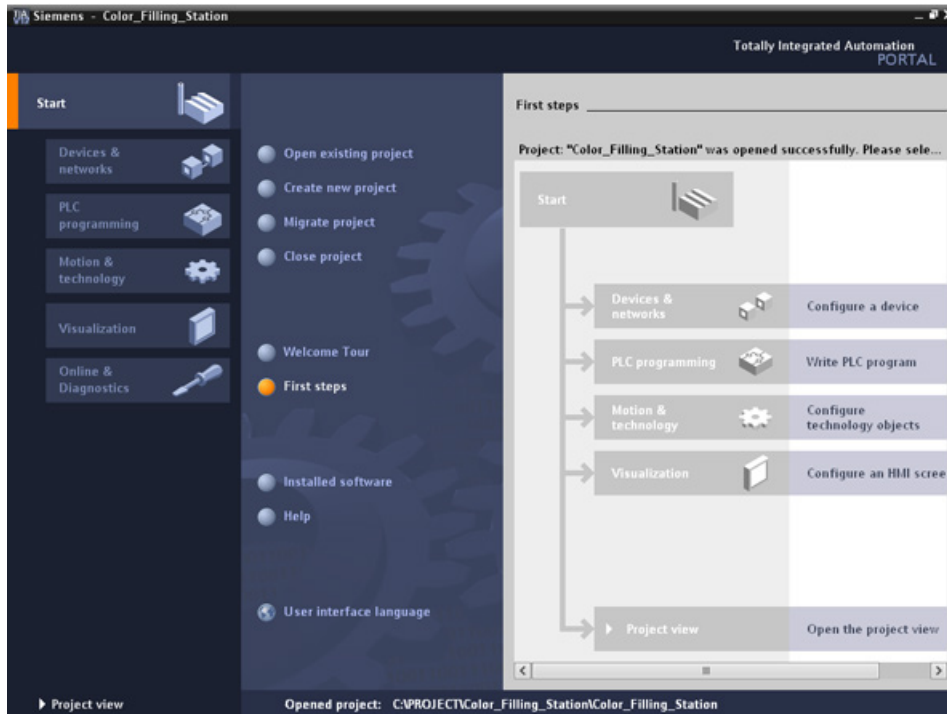 Siemens - Color_Filling_Station
Totally Integrated Automation
PORTAL
Start
Devices &
networks
PLC
programming
Motion &
technology
Visualization
Online &
Diagnostics
Open existing project
Create new project
Migrate project
Close project
Welcome Tour
First steps
Installed software
Help
User interface language
First steps
Project: "Color_Filling_Station" was opened successfully. Please sele...
Start
Devices &
networks
Configure a device
PLC programming
Write PLC program
Motion &
technology
Configure
technology objects
Visualization
Configure an HMI scree
Project view
Open the project view
Project view
Opened project: C:\PROJECT\Color_Filling_Station\Color_Filling_Station